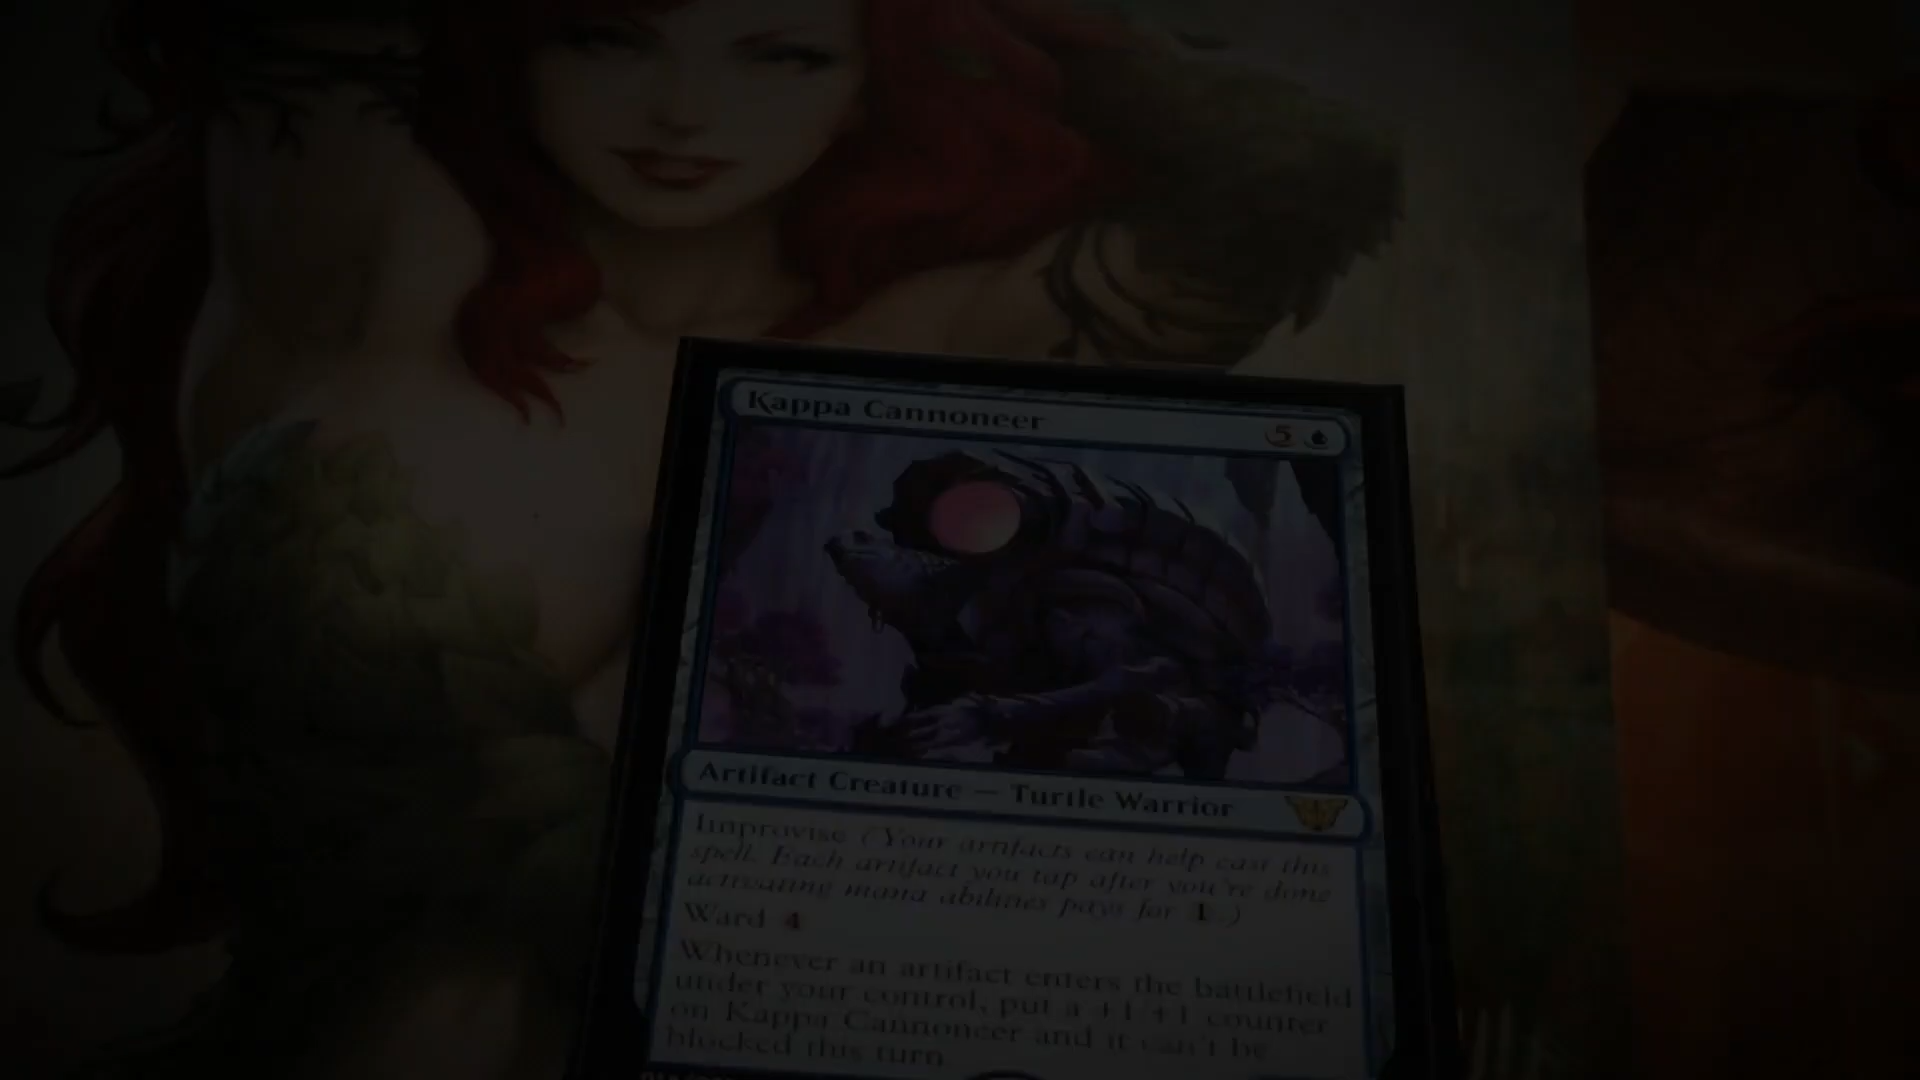 Kappa Cannoneer
5
Artifact Creature — Turtle Warrior
Improvise (Your artifacts can help cast this
spell. Each artifact you tap after you're done
activating mana abilities pays for 1.)
Ward 4
Whenever an artifact enters the battlefield
under your control, put a +1/+1 counter
on Kappa Cannoneer and it can't be
blocked this turn.